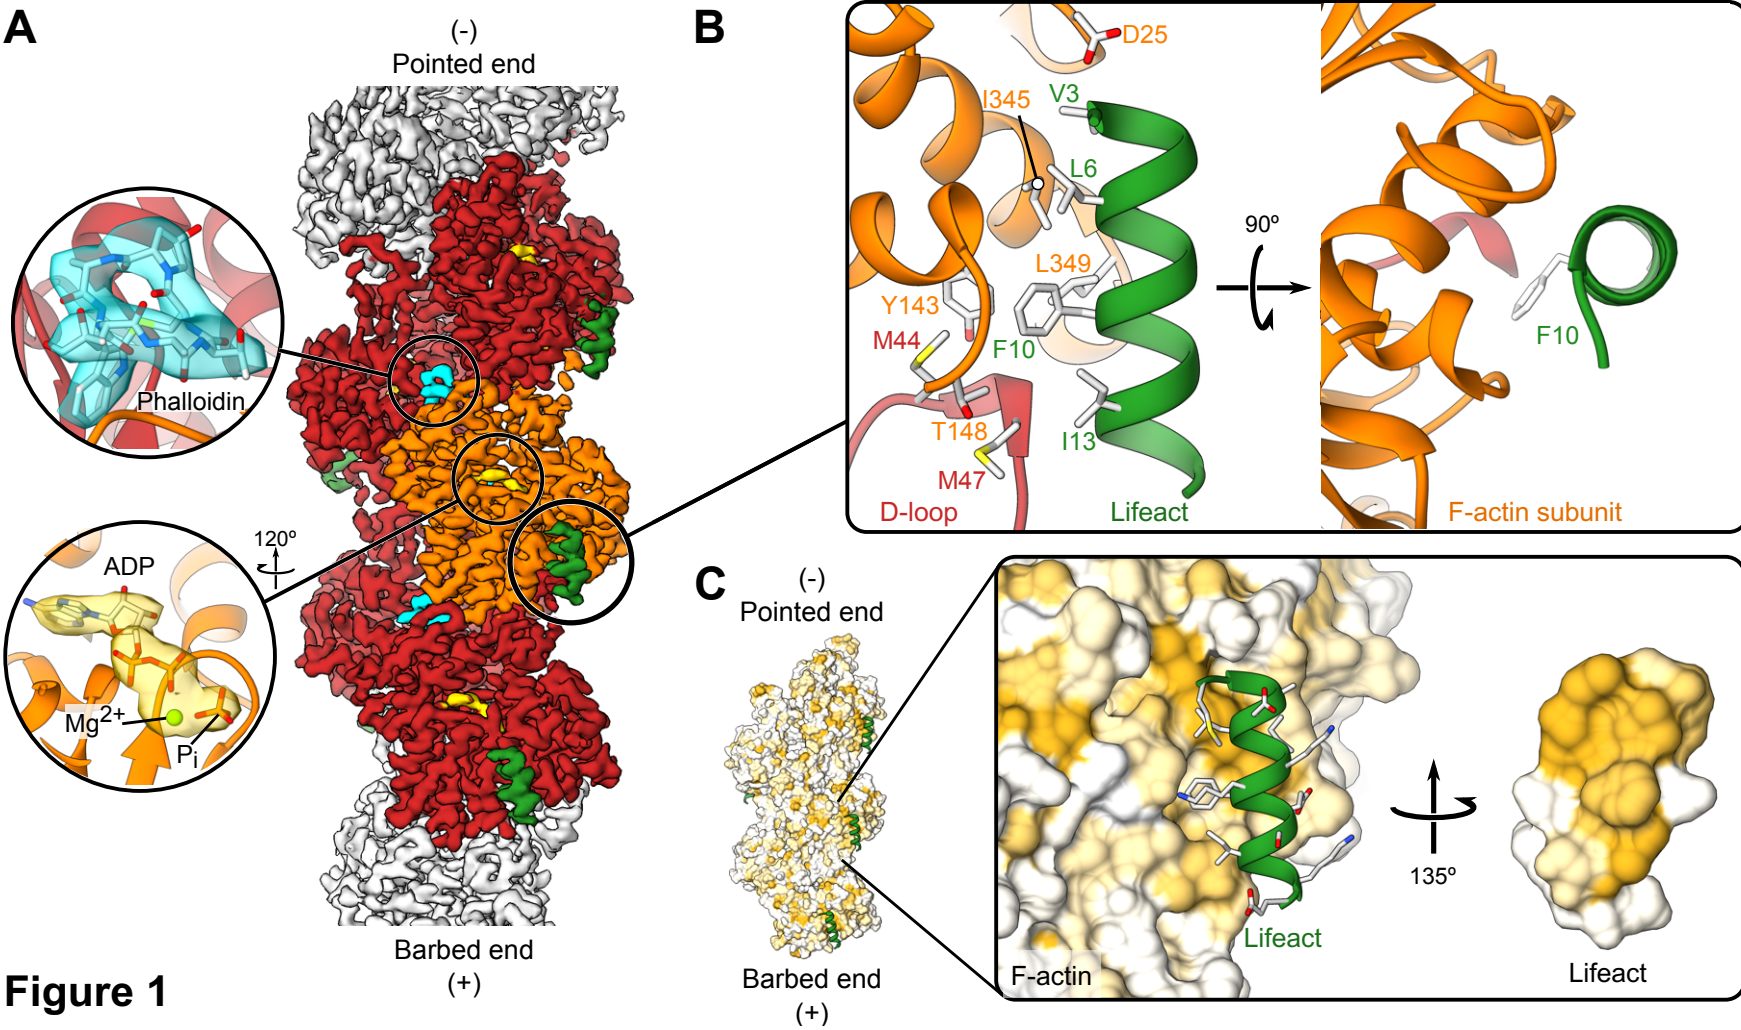 A
(-)
Pointed end
Phalloidin
120º
ADP
Mg2+
Pi
Barbed end
(+)
Figure 1
B
D25
V3
I345
L6
L349
Y143
M44
F10
T148
I13
M47
D-loop
Lifeact
90º
F10
F-actin subunit
C
(-)
Pointed end
Barbed end
(+)
Lifeact
F-actin
135º
Lifeact